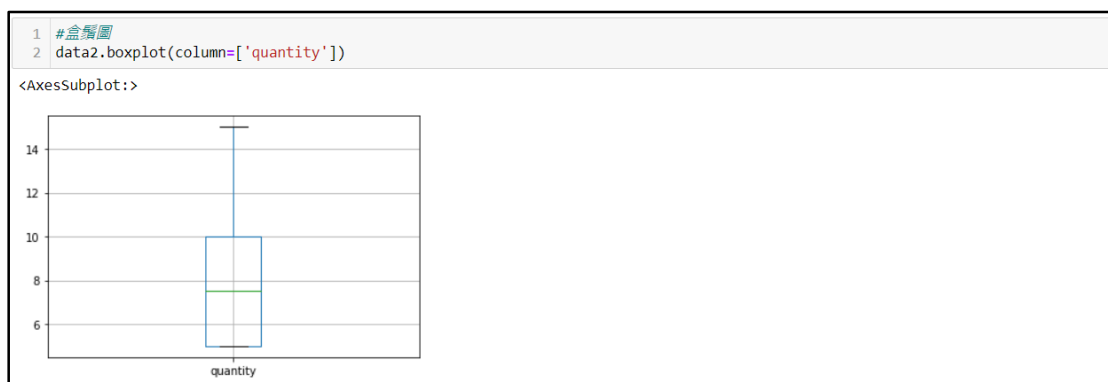 1 #盒鬚圖
2 data2.boxplot(column=['quantity'])
<AxesSubplot:>
14
12
10
8
6
quantity